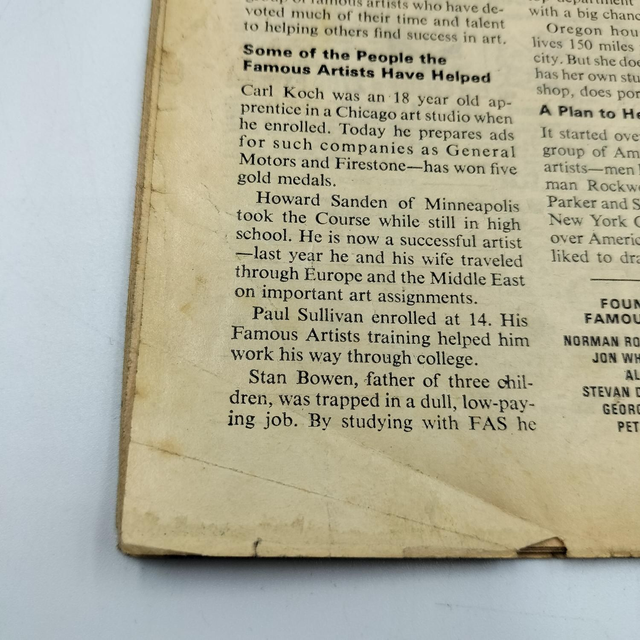 group of famous artists who have de-
voted much of their time and talent
to helping others find success in art.
Some of the People the
Famous Artists Have Helped
Carl Koch was an 18 year old ap-
prentice in a Chicago art studio when
he enrolled. Today he prepares ads
for such companies as General
Motors and Firestone—has won five
gold medals.
Howard Sanden of Minneapolis
took the Course while still in high
school. He is now a successful artist
—last year he and his wife traveled
through Europe and the Middle East
on important art assignments.
Paul Sullivan enrolled at 14. His
Famous Artists training helped him
work his way through college.
Stan Bowen, father of three chil-
dren, was trapped in a dull, low-pay-
ing job. By studying with FAS he
with a big chanc
Oregon hou
lives 150 miles
city. But she doe
has her own stu
shop, does por
A Plan to He
It started ove
group of Am
artists—men
man Rockw
Parker and S
New York C
over Americ
liked to dra
FOUN
FAMOU
NORMAN RO
JON WH
AL
STEVAN D
GEORG
PET